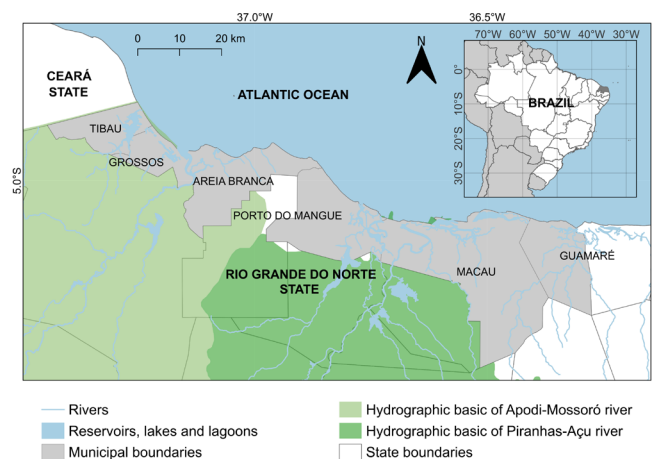 37.0°W
36.5°W
0
10
20 km
N
70°W 60°W 50°W 40°W 30°W
0°
10°S
20°S
30°S
BRAZIL
CEARÁ
STATE
ATLANTIC OCEAN
TIBAU
GROSSOS
5.0°S
AREIA BRANCA
PORTO DO MANGUE
GUAMARÉ
MACAU
RIO GRANDE DO NORTE
STATE
Rivers
Reservoirs, lakes and lagoons
Municipal boundaries
Hydrographic basic of Apodi-Mossoró river
Hydrographic basic of Piranhas-Açu river
State boundaries